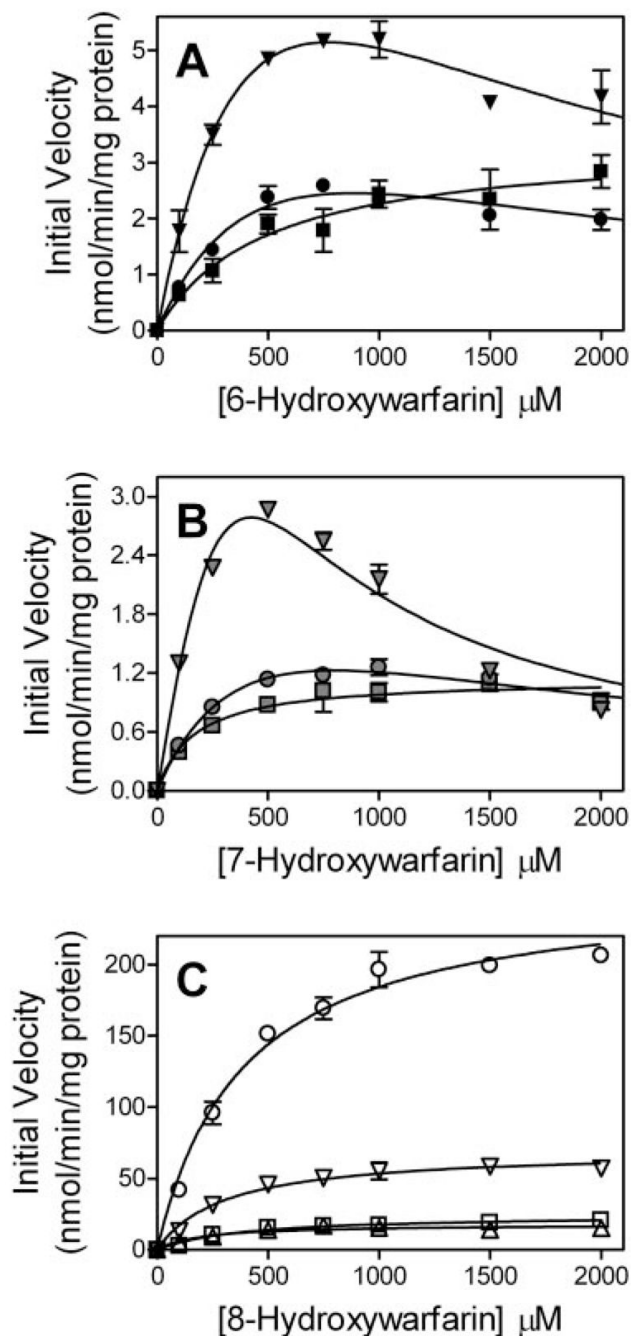 A
Initial Velocity
(nmol/min/mg protein)
5
4
3
2
1
0
0 500 1000 1500 2000
[6-Hydroxywarfarin] μM
B
Initial Velocity
(nmol/min/mg protein)
3.0
2.4
1.8
1.2
0.6
0.0
0 500 1000 1500 2000
[7-Hydroxywarfarin] μM
C
Initial Velocity
(nmol/min/mg protein)
200
150
100
50
0
0 500 1000 1500 2000
[8-Hydroxywarfarin] μM